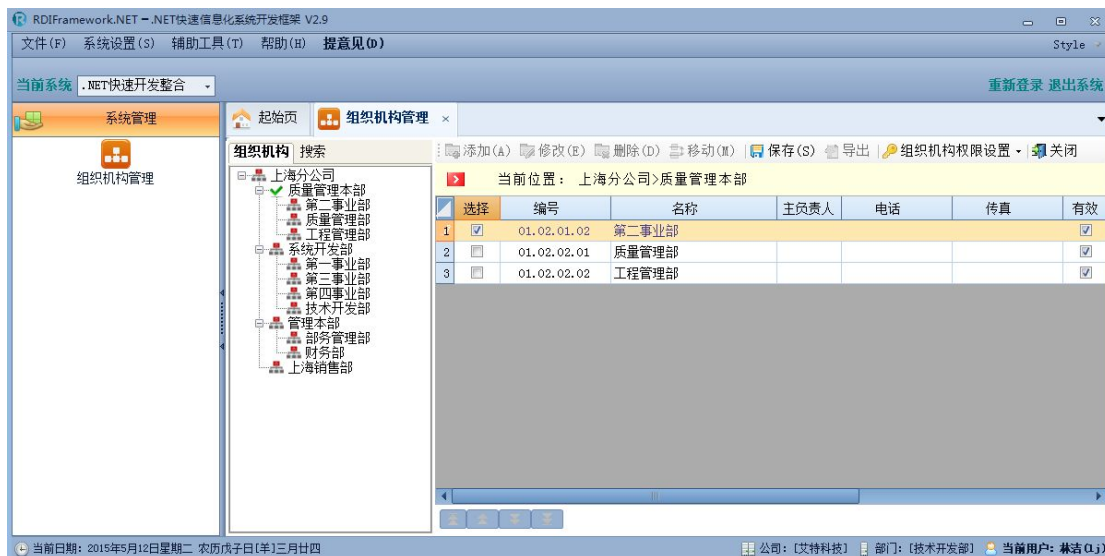 RDIFramework.NET －.NET快速信息化系统开发框架 V2.9
文件(F) 系统设置(S) 辅助工具(T) 帮助(H) 提意见(O) Style
当前系统 .NET快速开发整合 重新登录 退出系统
系统管理
组织机构管理
起始页 组织机构管理 ×
组织机构 搜索
上海分公司
质量管理本部
第二事业部
质量管理部
工程管理部
系统开发部
第一事业部
第三事业部
第四事业部
技术开发部
管理本部
部务管理部
财务部
上海销售部
添加(A) 修改(E) 删除(D) 移动(M) 保存(S) 导出 组织机构权限设置 关闭
当前位置： 上海分公司>质量管理本部
选择 编号 名称 主负责人 电话 传真 有效
1 01.02.01.02 第二事业部
2 01.02.02.01 质量管理部
3 01.02.02.02 工程管理部
当前日期：2015年5月12日星期二 农历戊子日[羊]三月廿四 公司：[艾特科技] 部门：[技术开发部] 当前用户：林洁(Lj)